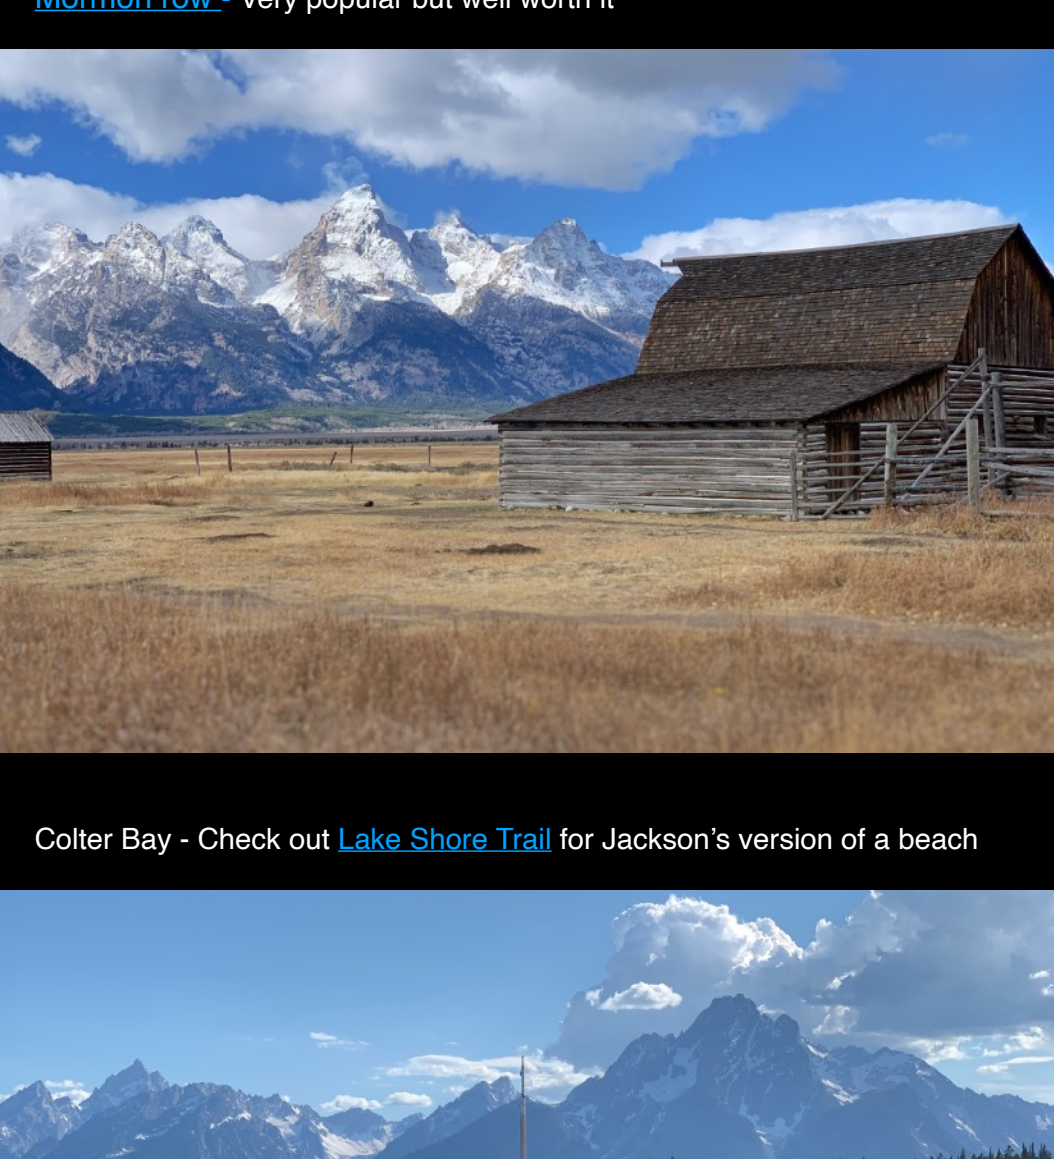 Mormon row - Very popular but well worth it
Colter Bay - Check out Lake Shore Trail for Jackson’s version of a beach